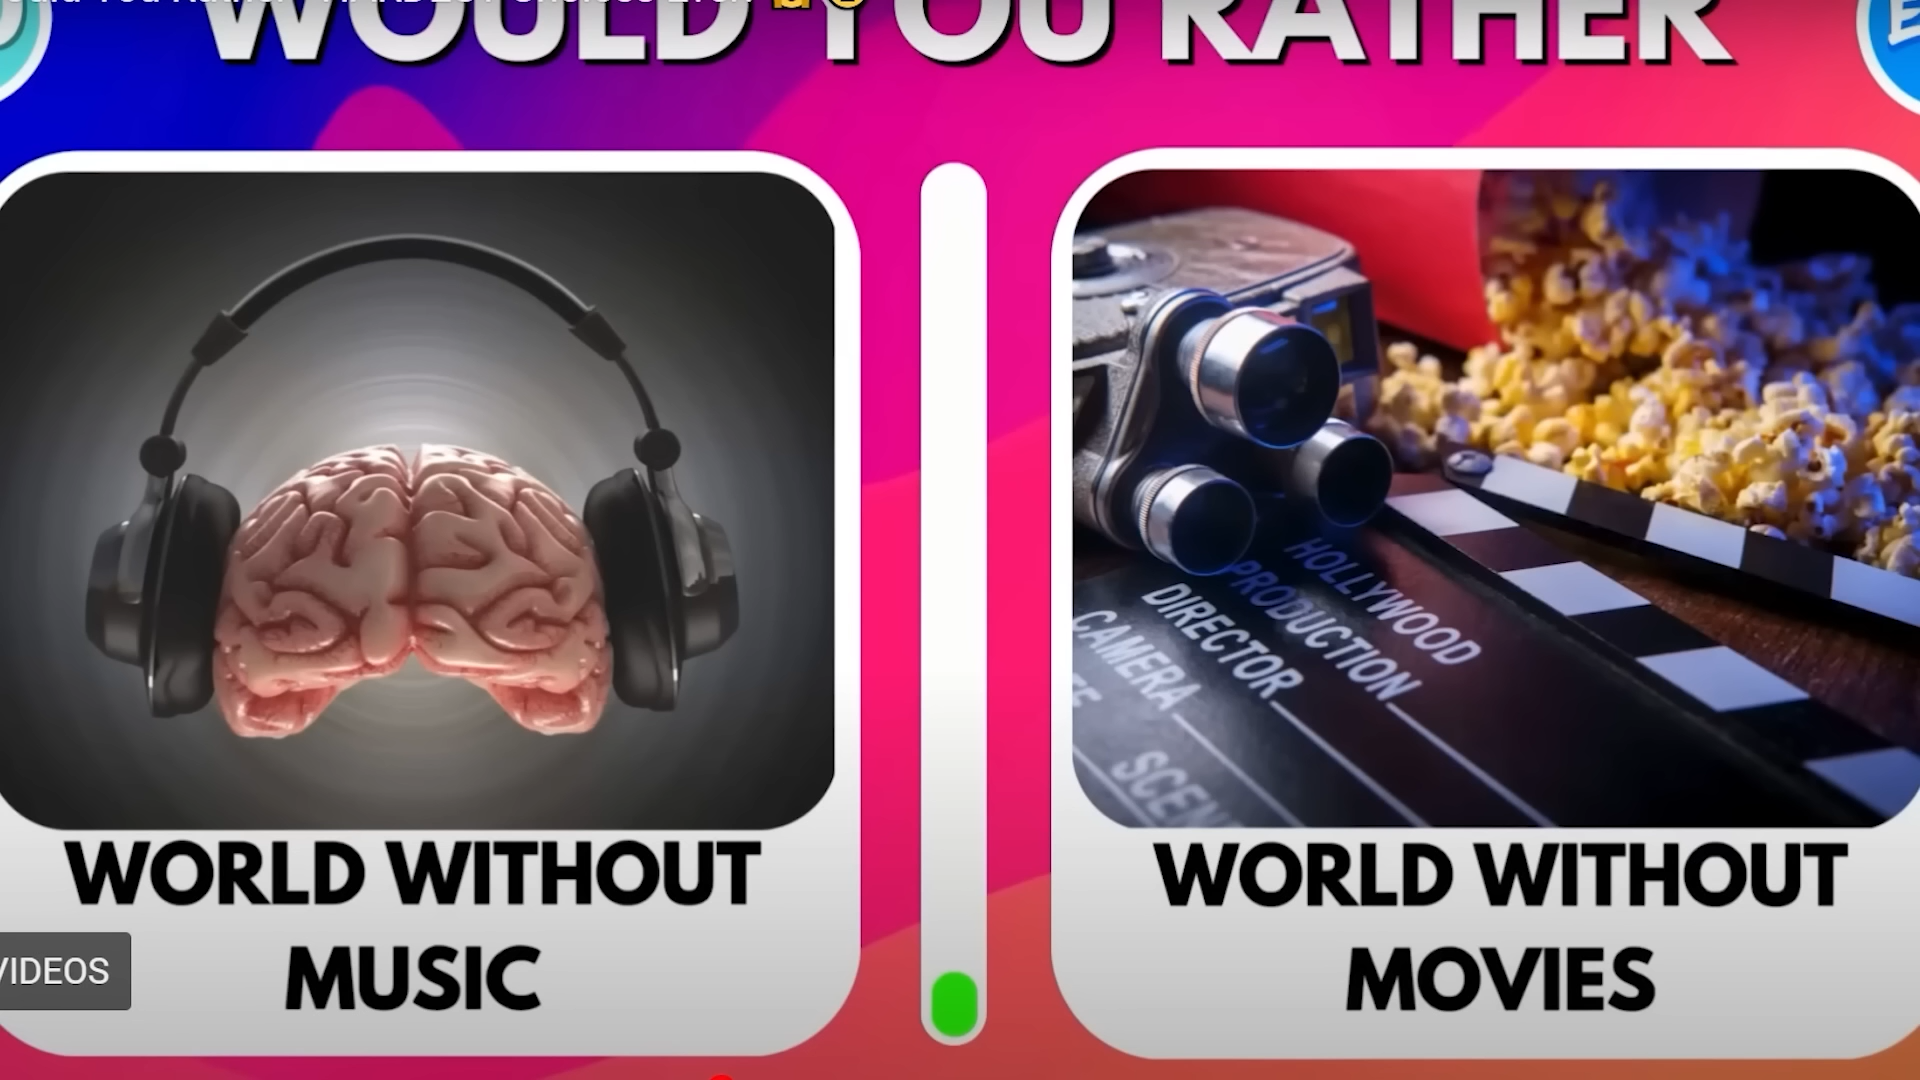 WOULD YOU RATHER
HOLLYWOOD
PRODUCTION
DIRECTOR
CAMERA
WORLD WITHOUT
MUSIC
WORLD WITHOUT
MOVIES
VIDEOS